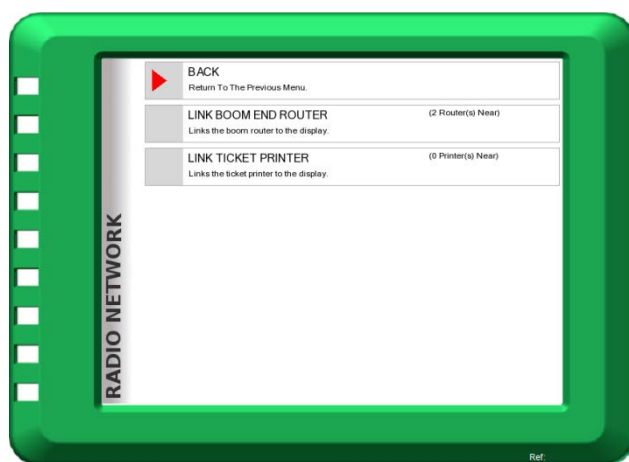 BACK
Return To The Previous Menu.
LINK BOOM END ROUTER (2 Router(s) Near)
Links the boom router to the display.
LINK TICKET PRINTER (0 Printer(s) Near)
Links the ticket printer to the display.
RADIO NETWORK
Ref: